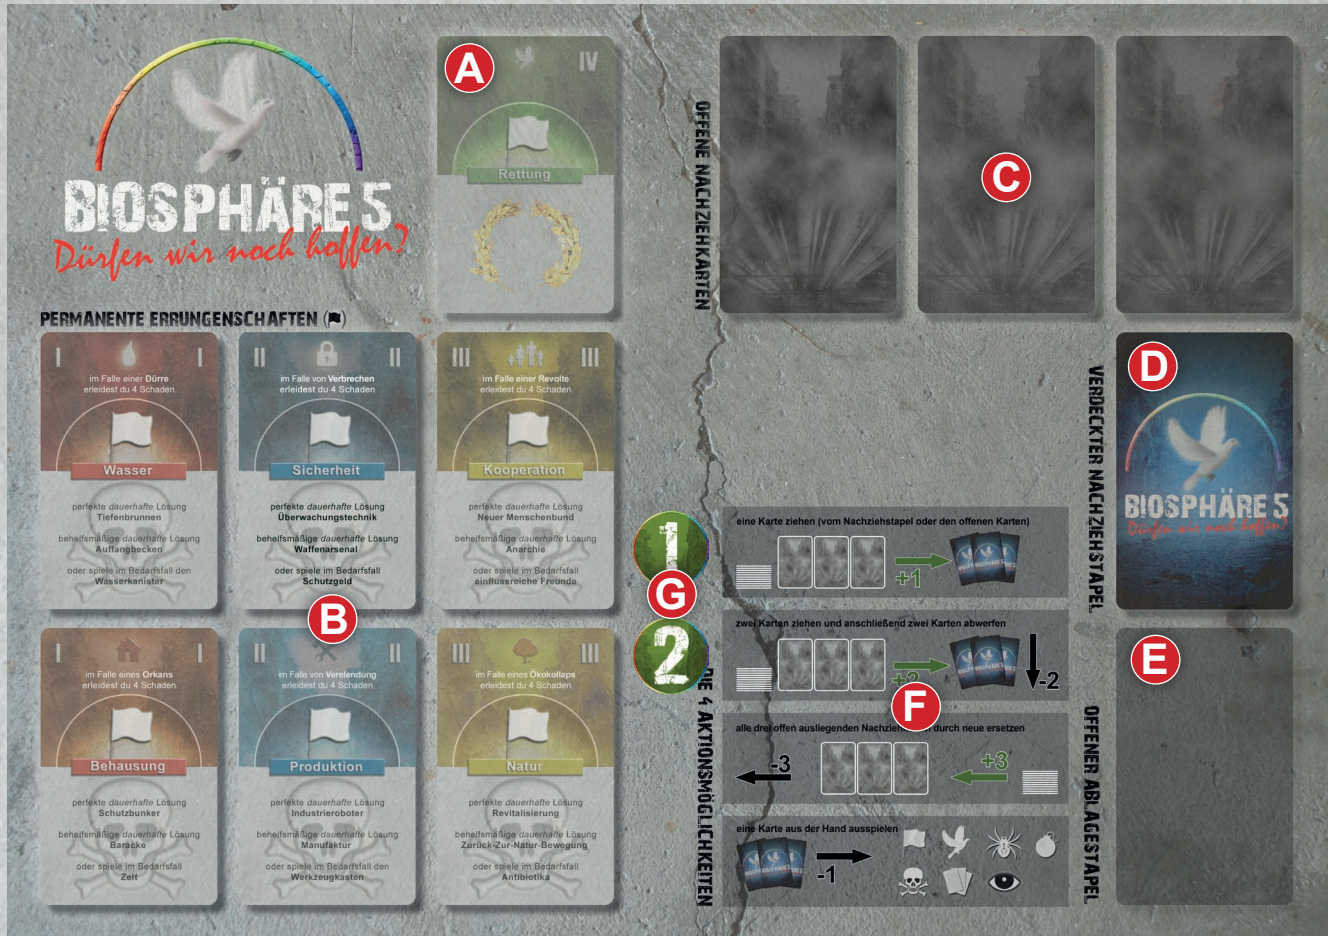 BIOSPHÄRE 5
Dürfen wir noch hoffen?
A
IV
Rettung
OFFENE NACHZIEHKARTEN
C
PERMANENTE ERRUNGENSCHAFTEN ( )
I I
im Falle einer Dürre
erleidest du 4 Schaden.
Wasser
perfekte dauerhafte Lösung
Tiefenbrunnen
behelfsmäßige dauerhafte Lösung
Auffangbecken
oder spiele im Bedarfsfall den
Wasserkanister
II II
im Falle von Verbrechen
erleidest du 4 Schaden.
Sicherheit
perfekte dauerhafte Lösung
Überwachungstechnik
behelfsmäßige dauerhafte Lösung
Waffenarsenal
oder spiele im Bedarfsfall
Schutzgeld
III III
im Falle einer Revolte
erleidest du 4 Schaden.
Kooperation
perfekte dauerhafte Lösung
Neuer Menschenbund
behelfsmäßige dauerhafte Lösung
Anarchie
oder spiele im Bedarfsfall
einflussreiche Freunde
B
I I
im Falle eines Orkans
erleidest du 4 Schaden.
Behausung
perfekte dauerhafte Lösung
Schutzbunker
behelfsmäßige dauerhafte Lösung
Baracke
oder spiele im Bedarfsfall
Zelt
II II
im Falle von Verelendung
erleidest du 4 Schaden.
Produktion
perfekte dauerhafte Lösung
Industrieroboter
behelfsmäßige dauerhafte Lösung
Manufaktur
oder spiele im Bedarfsfall den
Werkzeugkasten
III III
im Falle eines Ökokollaps
erleidest du 4 Schaden.
Natur
perfekte dauerhafte Lösung
Revitalisierung
behelfsmäßige dauerhafte Lösung
Zurück-Zur-Natur-Bewegung
oder spiele im Bedarfsfall
Antibiotika
1
G
2
DIE 4 AKTIONSMÖGLICHKEITEN
eine Karte ziehen (vom Nachziehstapel oder den offenen Karten)
+1
zwei Karten ziehen und anschließend zwei Karten abwerfen
+2
-2
F
alle drei offen ausliegenden durch neue ersetzen
-3
+3
eine Karte aus der Hand ausspielen
-1
VERDECKTER NACHZIEHSTAPEL
D
BIOSPHÄRE 5
Dürfen wir noch hoffen?
OFFENER ABLAGESTAPEL
E